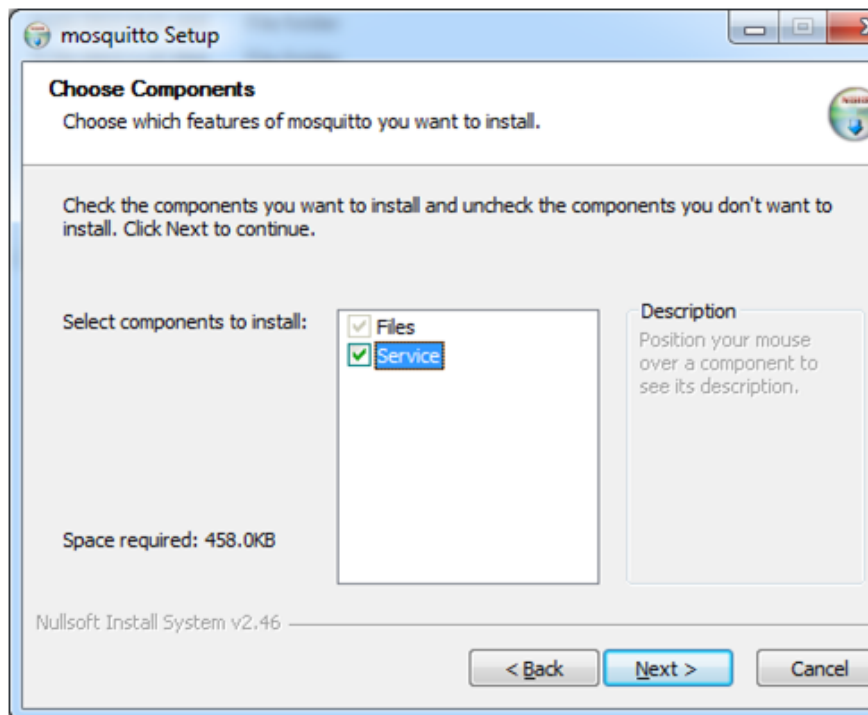 mosquitto Setup
Choose Components
Choose which features of mosquitto you want to install.
Check the components you want to install and uncheck the components you don't want to
install. Click Next to continue.
Select components to install:
Files
Service
Description
Position your mouse
over a component to
see its description.
Space required: 458.0KB
Nullsoft Install System v2.46
< Back
Next >
Cancel